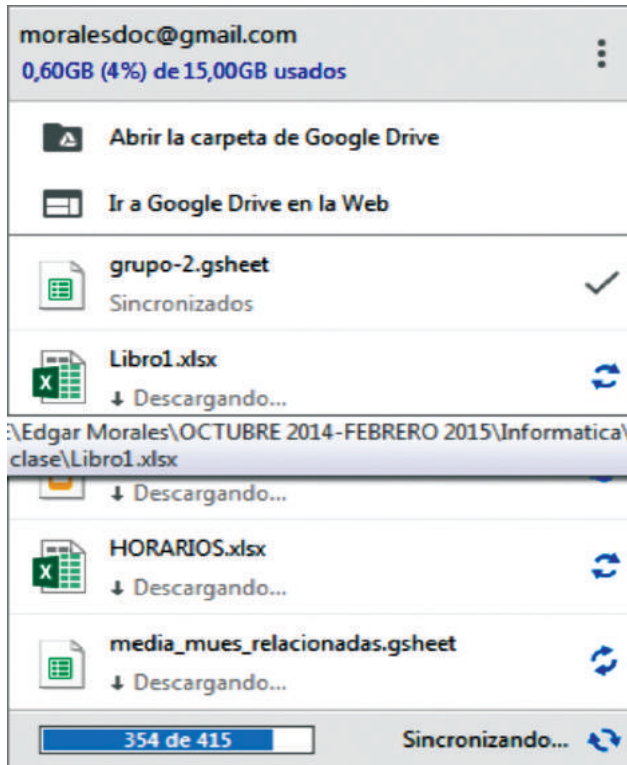 moralesdoc@gmail.com
0,60GB (4%) de 15,00GB usados
Abrir la carpeta de Google Drive
Ir a Google Drive en la Web
grupo-2.gsheet
Sincronizados
Libro1.xlsx
Descargando...
:\Edgar Morales\OCTUBRE 2014-FEBRERO 2015\Informatica\
clase\Libro1.xlsx
Descargando...
HORARIOS.xlsx
Descargando...
media_mues_relacionadas.gsheet
Descargando...
354 de 415 Sincronizando...